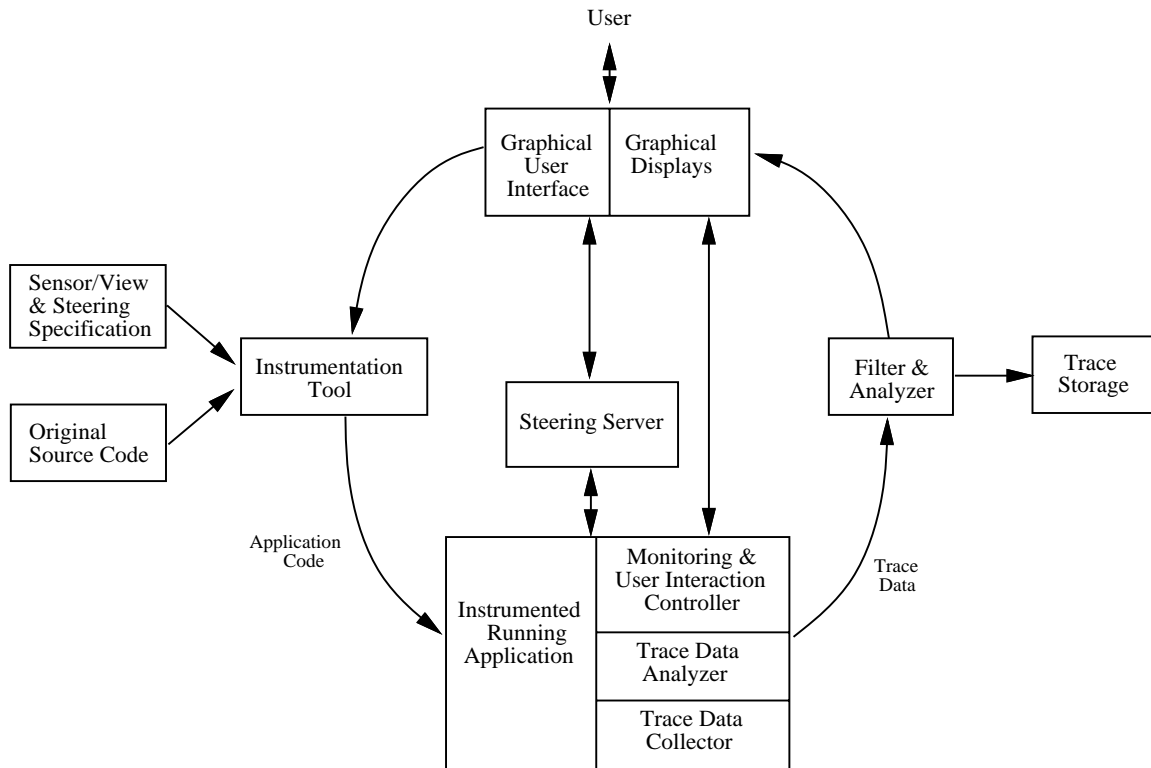 User
Graphical
User
Interface
Graphical
Displays
Sensor/View
& Steering
Specification
Instrumentation
Tool
Original
Source Code
Steering Server
Filter &
Analyzer
Trace
Storage
Application
Code
Instrumented
Running
Application
Monitoring &
User Interaction
Controller
Trace Data
Analyzer
Trace Data
Collector
Trace
Data